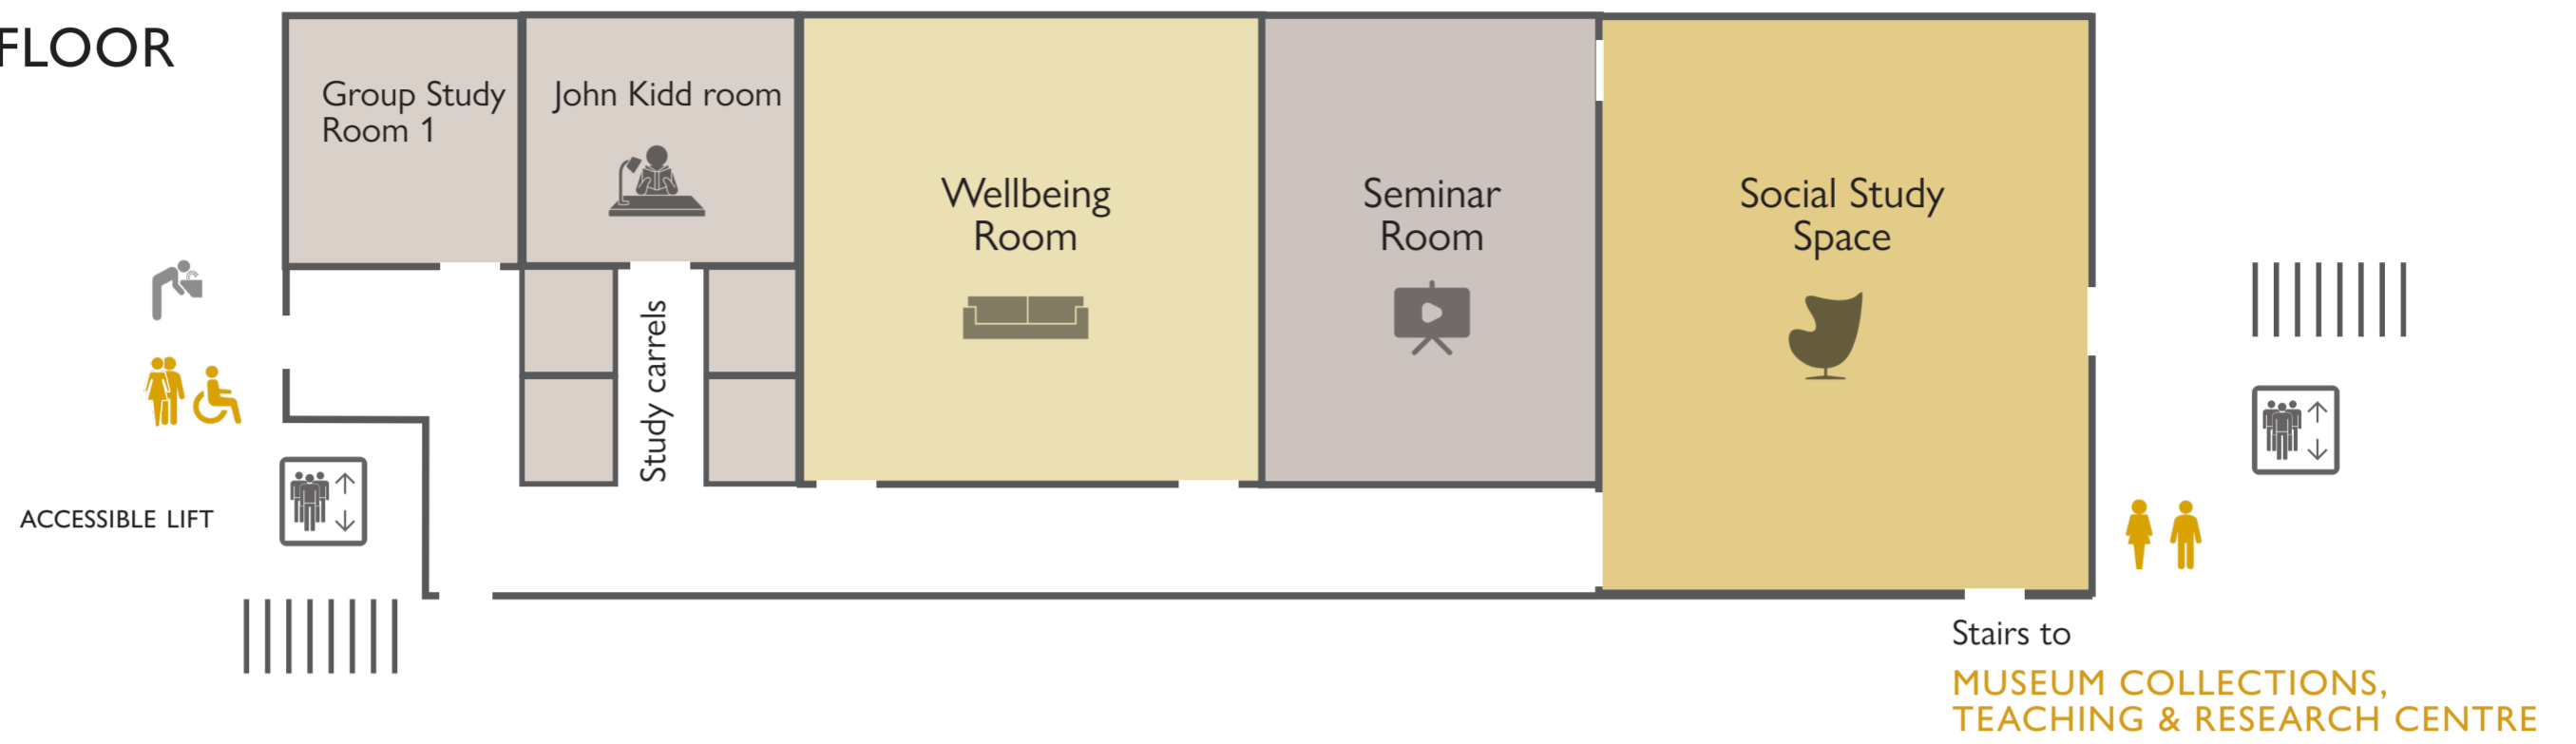 FLOOR
Group Study
Room 1
John Kidd room
Wellbeing
Room
Seminar
Room
Social Study
Space
Study carrels
ACCESSIBLE LIFT
Stairs to
MUSEUM COLLECTIONS,
TEACHING & RESEARCH CENTRE